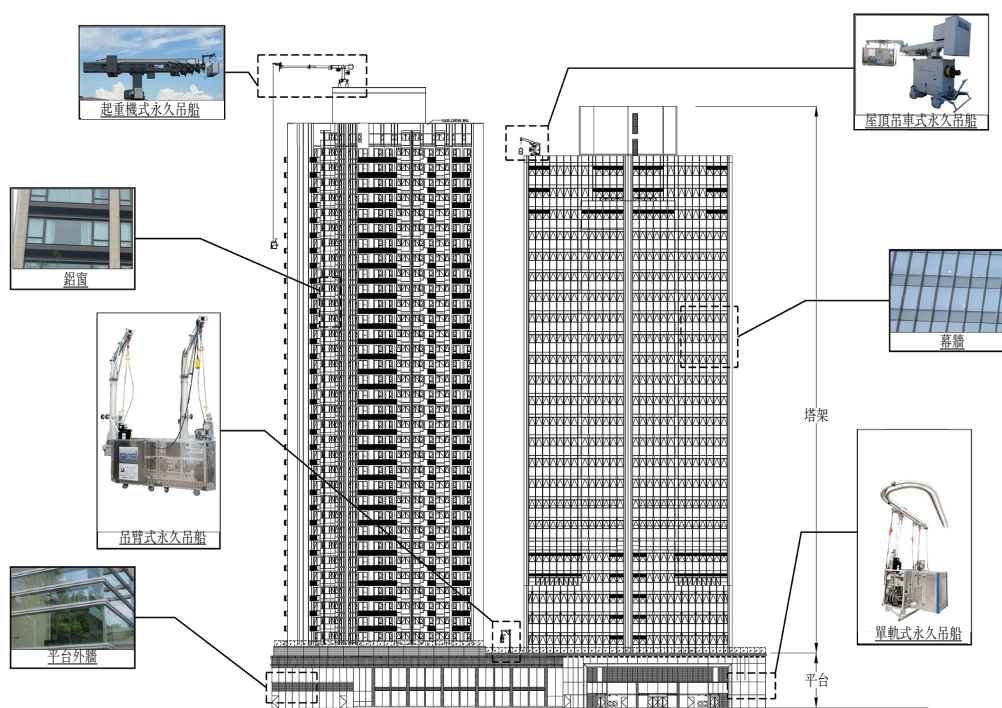 起重機式永久吊船
屋頂吊車式永久吊船
鋁窗
幕牆
塔架
吊臂式永久吊船
單軌式永久吊船
平台外牆
平台